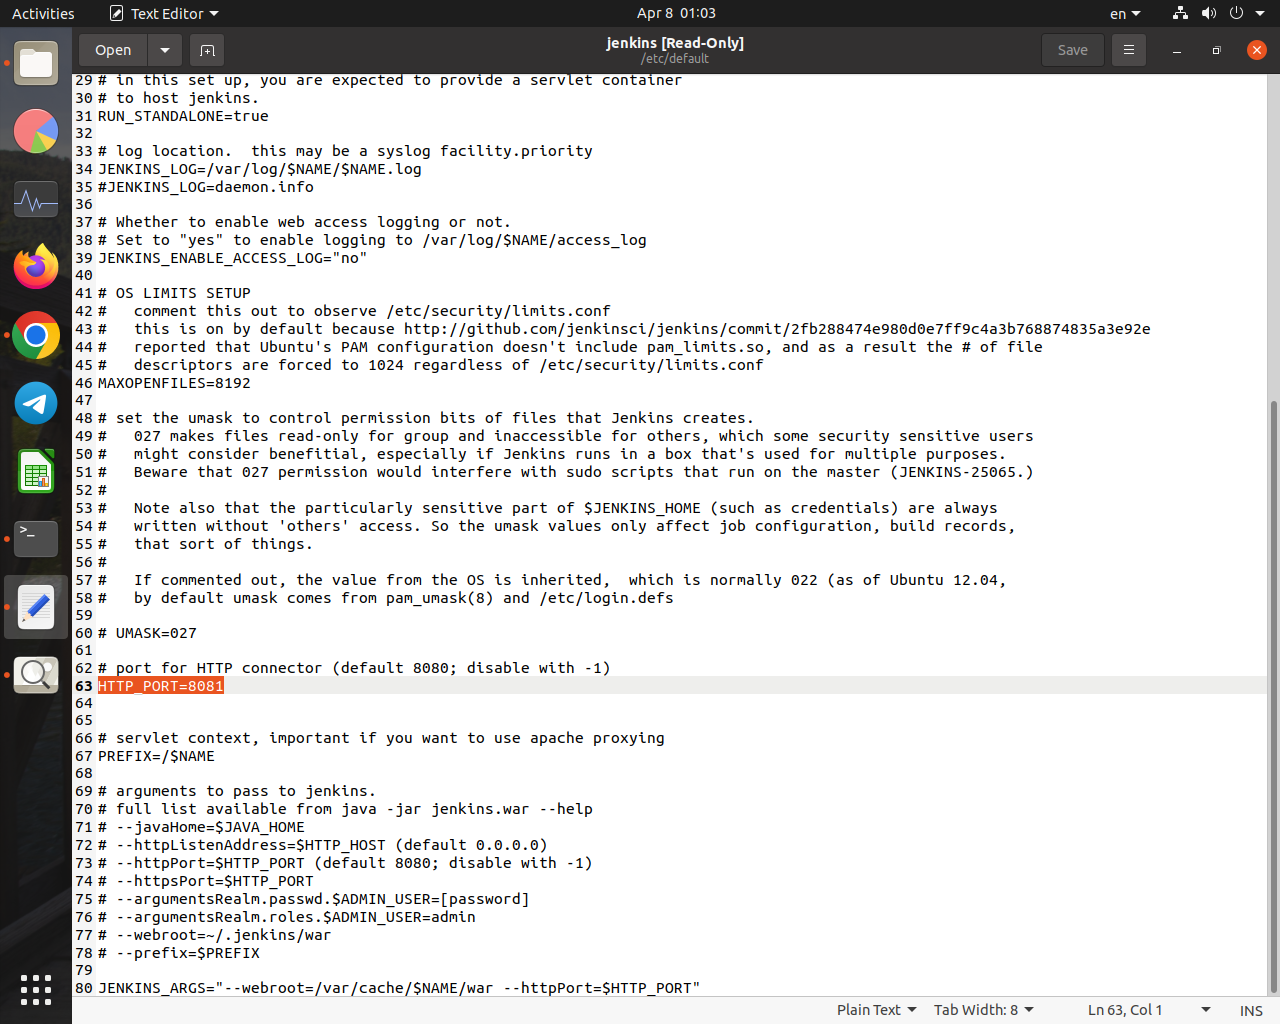 Activities Text Editor Apr 8 01:03 en
Open jenkins [Read-Only] Save
/etc/default
29 # in this set up, you are expected to provide a servlet container
30 # to host jenkins.
31 RUN_STANDALONE=true
32
33 # log location.  this may be a syslog facility.priority
34 JENKINS_LOG=/var/log/$NAME/$NAME.log
35 #JENKINS_LOG=daemon.info
36
37 # Whether to enable web access logging or not.
38 # Set to "yes" to enable logging to /var/log/$NAME/access_log
39 JENKINS_ENABLE_ACCESS_LOG="no"
40
41 # OS LIMITS SETUP
42 #   comment this out to observe /etc/security/limits.conf
43 #   this is on by default because http://github.com/jenkinsci/jenkins/commit/2fb288474e980d0e7ff9c4a3b768874835a3e92e
44 #   reported that Ubuntu's PAM configuration doesn't include pam_limits.so, and as a result the # of file
45 #   descriptors are forced to 1024 regardless of /etc/security/limits.conf
46 MAXOPENFILES=8192
47
48 # set the umask to control permission bits of files that Jenkins creates.
49 #   027 makes files read-only for group and inaccessible for others, which some security sensitive users
50 #   might consider benefitial, especially if Jenkins runs in a box that's used for multiple purposes.
51 #   Beware that 027 permission would interfere with sudo scripts that run on the master (JENKINS-25065.)
52 #
53 #   Note also that the particularly sensitive part of $JENKINS_HOME (such as credentials) are always
54 #   written without 'others' access. So the umask values only affect job configuration, build records,
55 #   that sort of things.
56 #
57 #   If commented out, the value from the OS is inherited,  which is normally 022 (as of Ubuntu 12.04,
58 #   by default umask comes from pam_umask(8) and /etc/login.defs
59
60 # UMASK=027
61
62 # port for HTTP connector (default 8080; disable with -1)
63 HTTP_PORT=8081
64
65
66 # servlet context, important if you want to use apache proxying
67 PREFIX=/$NAME
68
69 # arguments to pass to jenkins.
70 # full list available from java -jar jenkins.war --help
71 # --javaHome=$JAVA_HOME
72 # --httpListenAddress=$HTTP_HOST (default 0.0.0.0)
73 # --httpPort=$HTTP_PORT (default 8080; disable with -1)
74 # --httpsPort=$HTTP_PORT
75 # --argumentsRealm.passwd.$ADMIN_USER=[password]
76 # --argumentsRealm.roles.$ADMIN_USER=admin
77 # --webroot=~/.jenkins/war
78 # --prefix=$PREFIX
79
80 JENKINS_ARGS="--webroot=/var/cache/$NAME/war --httpPort=$HTTP_PORT"
Plain Text Tab Width: 8 Ln 63, Col 1 INS